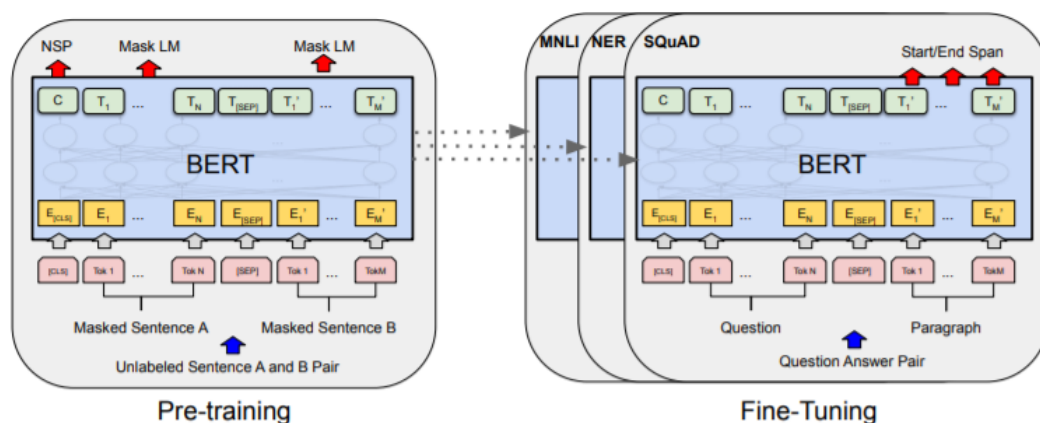 NSP Mask LM Mask LM
C T1 ... TN T[SEP] T1' ... TM'
BERT
E[CLS] E1 ... EN E[SEP] E1' ... EM'
[CLS] Tok 1 ... Tok N [SEP] Tok 1 ... TokM
Masked Sentence A Masked Sentence B
Unlabeled Sentence A and B Pair
Pre-training
MNLI NER SQuAD
Start/End Span
C T1 ... TN T[SEP] T1' ... TM'
BERT
E[CLS] E1 ... EN E[SEP] E1' ... EM'
[CLS] Tok 1 ... Tok N [SEP] Tok 1 ... TokM
Question Paragraph
Question Answer Pair
Fine-Tuning